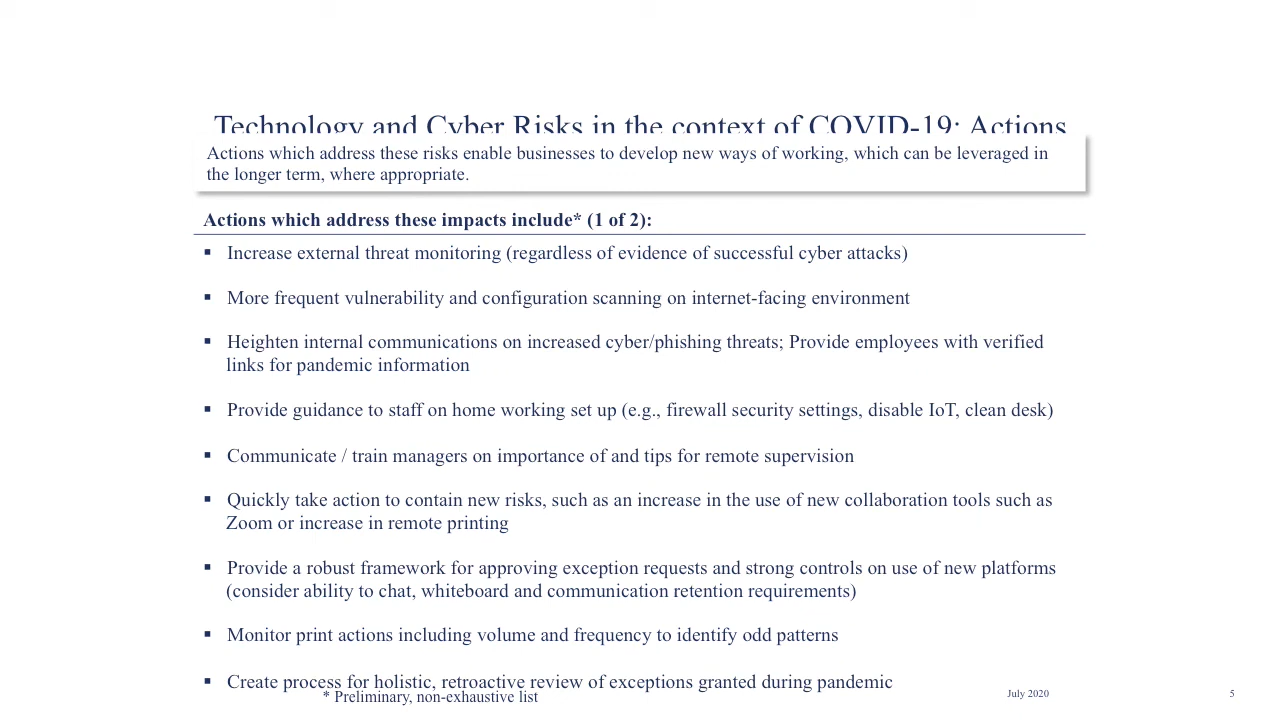 Technology and Cyber Risks in the context of COVID-19: Actions
Actions which address these risks enable businesses to develop new ways of working, which can be leveraged in
the longer term, where appropriate.
Actions which address these impacts include* (1 of 2):
▪ Increase external threat monitoring (regardless of evidence of successful cyber attacks)
▪ More frequent vulnerability and configuration scanning on internet-facing environment
▪ Heighten internal communications on increased cyber/phishing threats; Provide employees with verified
links for pandemic information
▪ Provide guidance to staff on home working set up (e.g., firewall security settings, disable IoT, clean desk)
▪ Communicate / train managers on importance of and tips for remote supervision
▪ Quickly take action to contain new risks, such as an increase in the use of new collaboration tools such as
Zoom or increase in remote printing
▪ Provide a robust framework for approving exception requests and strong controls on use of new platforms
(consider ability to chat, whiteboard and communication retention requirements)
▪ Monitor print actions including volume and frequency to identify odd patterns
▪ Create process for holistic, retroactive review of exceptions granted during pandemic
* Preliminary, non-exhaustive list
July 2020
5